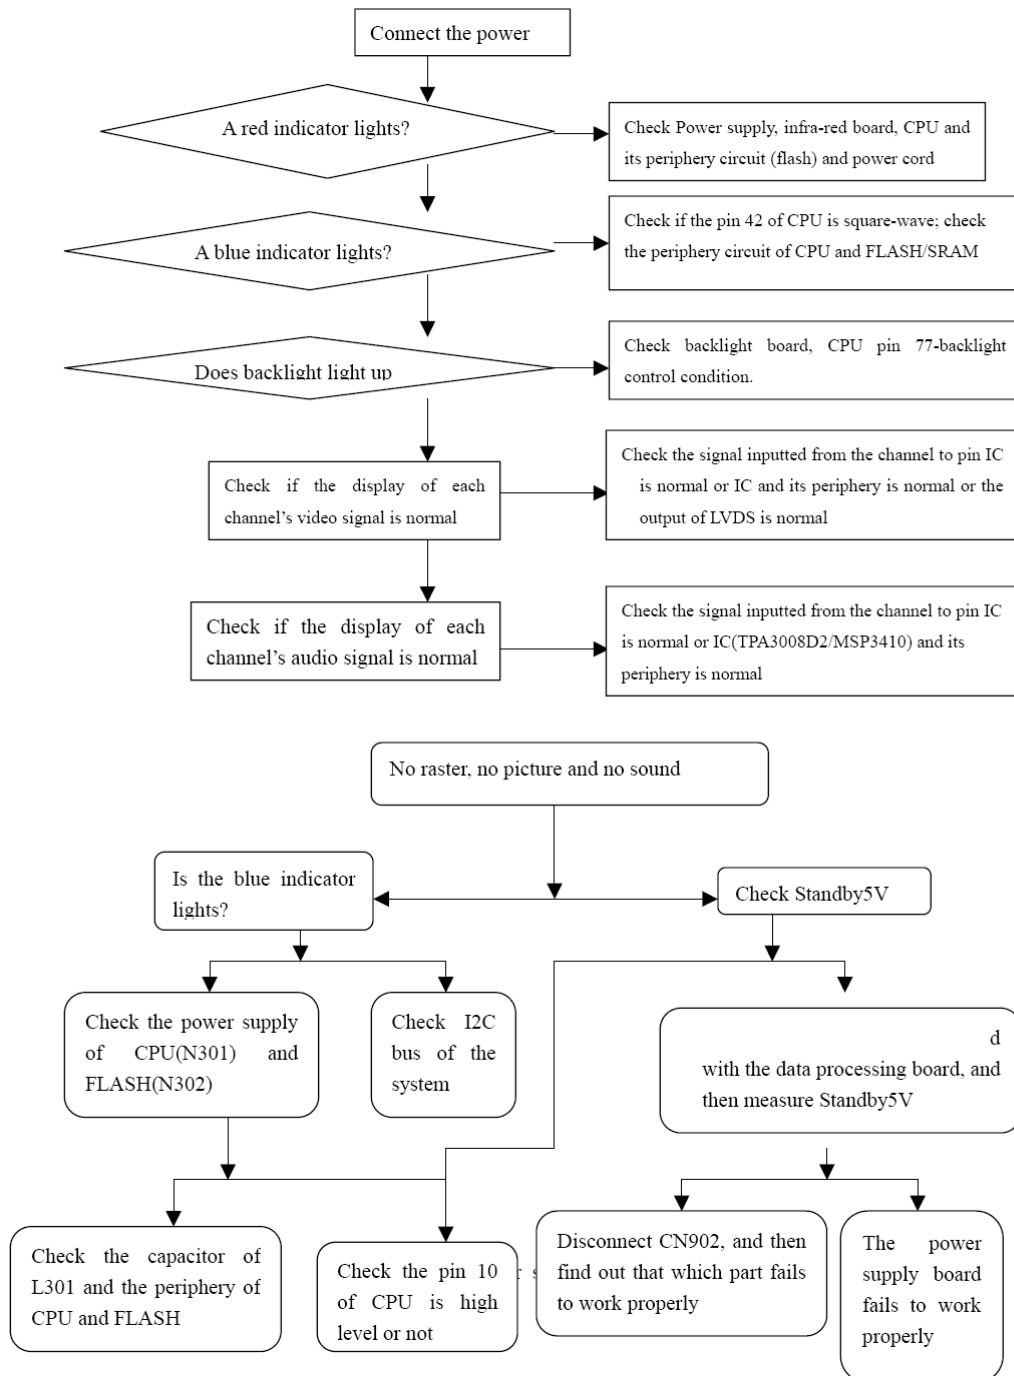 Connect the power
A red indicator lights?
Check Power supply, infra-red board, CPU and
its periphery circuit (flash) and power cord
A blue indicator lights?
Check if the pin 42 of CPU is square-wave; check
the periphery circuit of CPU and FLASH/SRAM
Does backlight light up
Check backlight board, CPU pin 77-backlight
control condition.
Check if the display of each
channel's video signal is normal
Check the signal inputted from the channel to pin IC
is normal or IC and its periphery is normal or the
output of LVDS is normal
Check if the display of each
channel's audio signal is normal
Check the signal inputted from the channel to pin IC
is normal or IC(TPA3008D2/MSP3410) and its
periphery is normal
No raster, no picture and no sound
Is the blue indicator
lights?
Check Standby5V
Check the power supply
of CPU(N301) and
FLASH(N302)
Check I2C
bus of the
system
d
with the data processing board, and
then measure Standby5V
Check the capacitor of
L301 and the periphery of
CPU and FLASH
Check the pin 10
of CPU is high
level or not
Disconnect CN902, and then
find out that which part fails
to work properly
The power
supply board
fails to work
properly